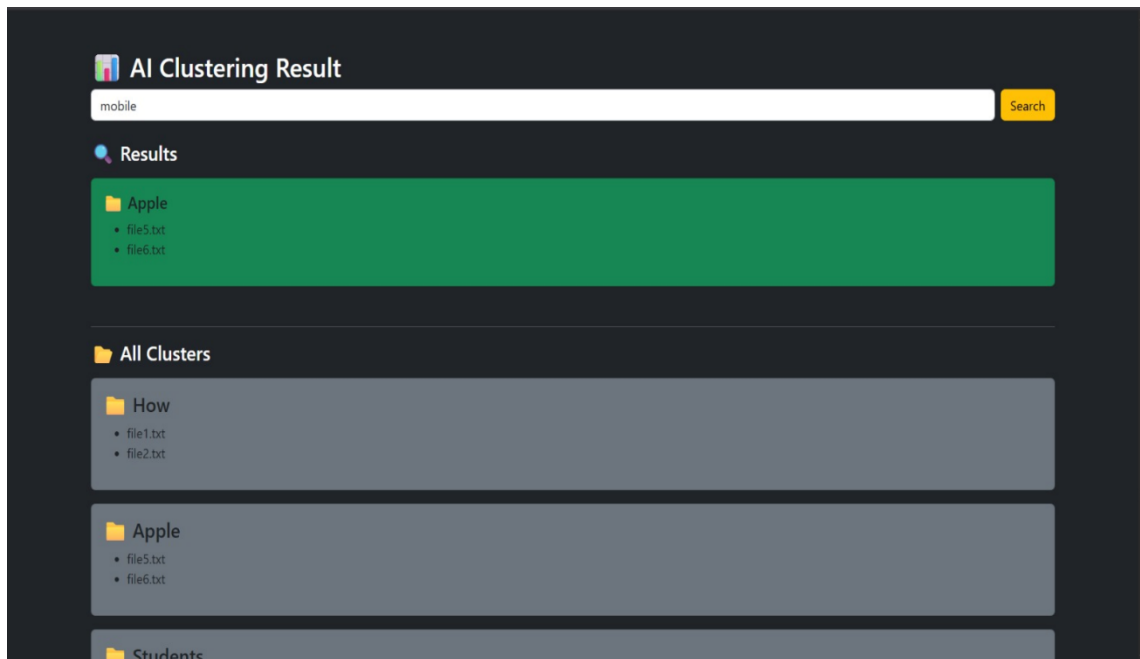 AI Clustering Result
mobile
Search
Results
Apple
• file5.txt
• file6.txt
All Clusters
How
• file1.txt
• file2.txt
Apple
• file5.txt
• file6.txt
Students